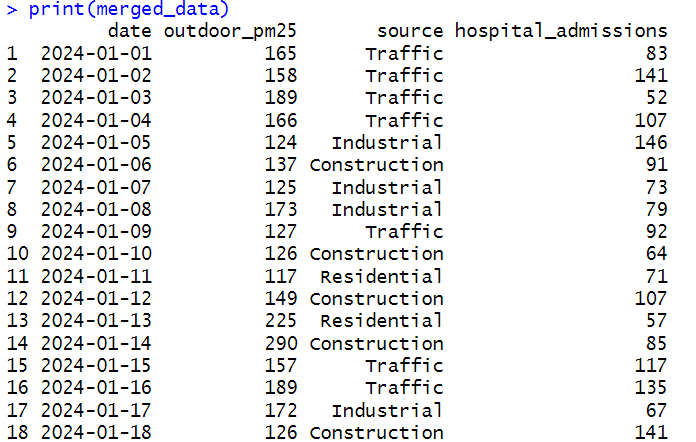 > print(merged_data)
date outdoor_pm25 source hospital_admissions
1 2024-01-01 165 Traffic 83
2 2024-01-02 158 Traffic 141
3 2024-01-03 189 Traffic 52
4 2024-01-04 166 Traffic 107
5 2024-01-05 124 Industrial 146
6 2024-01-06 137 Construction 91
7 2024-01-07 125 Industrial 73
8 2024-01-08 173 Industrial 79
9 2024-01-09 127 Traffic 92
10 2024-01-10 126 Construction 64
11 2024-01-11 117 Residential 71
12 2024-01-12 149 Construction 107
13 2024-01-13 225 Residential 57
14 2024-01-14 290 Construction 85
15 2024-01-15 157 Traffic 117
16 2024-01-16 189 Traffic 135
17 2024-01-17 172 Industrial 67
18 2024-01-18 126 Construction 141